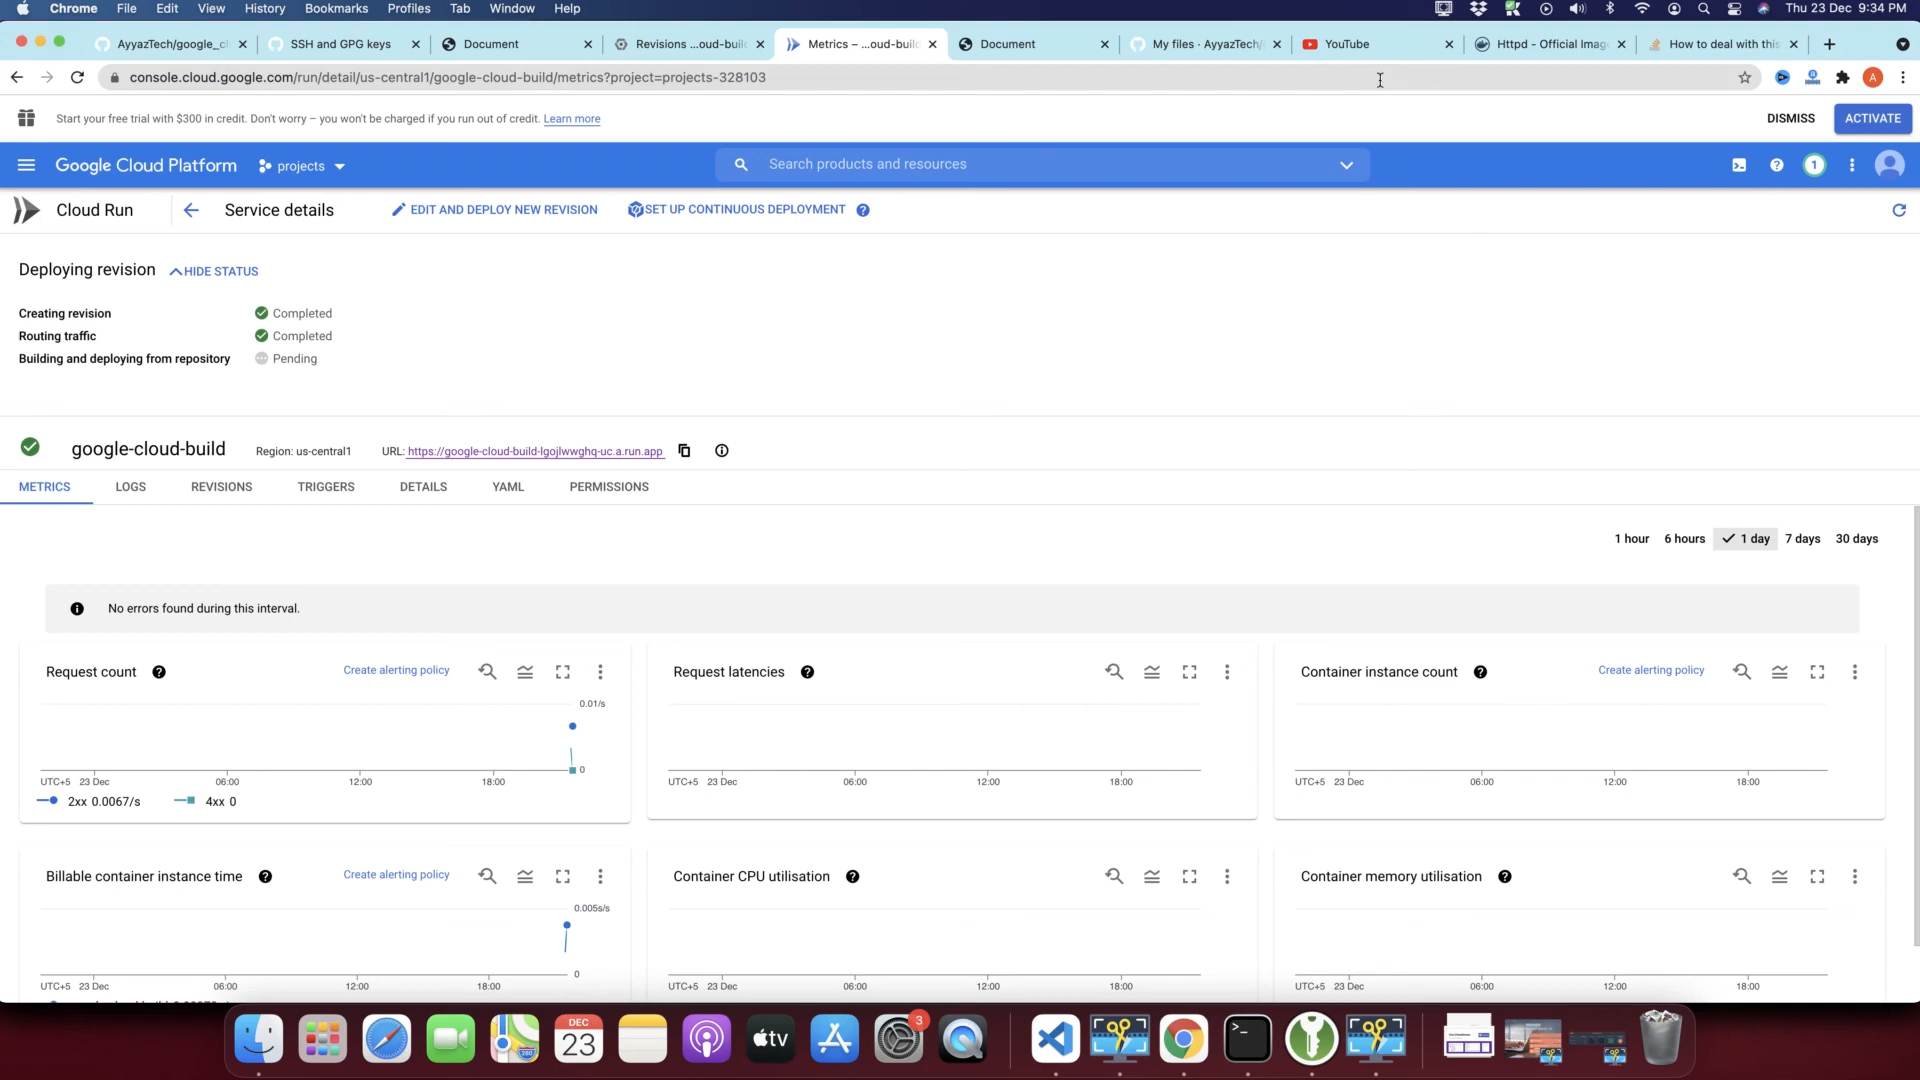 Chrome File Edit View History Bookmarks Profiles Tab Window Help Thu 23 Dec 9:34 PM
AyyazTech/google_cl SSH and GPG keys Document Revisions ...oud-build Metrics – ...oud-build Document My files · AyyazTech/ YouTube Httpd - Official Imag How to deal with this
console.cloud.google.com/run/detail/us-central1/google-cloud-build/metrics?project=projects-328103 A
Start your free trial with $300 in credit. Don't worry – you won't be charged if you run out of credit. Learn more DISMISS ACTIVATE
Google Cloud Platform projects Search products and resources 1
Cloud Run Service details EDIT AND DEPLOY NEW REVISION SET UP CONTINUOUS DEPLOYMENT
Deploying revision HIDE STATUS
Creating revision Completed
Routing traffic Completed
Building and deploying from repository Pending
google-cloud-build Region: us-central1 URL: https://google-cloud-build-lgojlwwghq-uc.a.run.app
METRICS LOGS REVISIONS TRIGGERS DETAILS YAML PERMISSIONS
1 hour 6 hours 1 day 7 days 30 days
No errors found during this interval.
Request count Create alerting policy Request latencies Container instance count Create alerting policy
0.01/s
0
UTC+5 23 Dec 06:00 12:00 18:00 UTC+5 23 Dec 06:00 12:00 18:00 UTC+5 23 Dec 06:00 12:00 18:00
2xx 0.0067/s 4xx 0
Billable container instance time Create alerting policy Container CPU utilisation Container memory utilisation
0.005s/s
0
UTC+5 23 Dec 06:00 12:00 18:00 UTC+5 23 Dec 06:00 12:00 18:00 UTC+5 23 Dec 06:00 12:00 18:00
DEC
23
tv
3
280